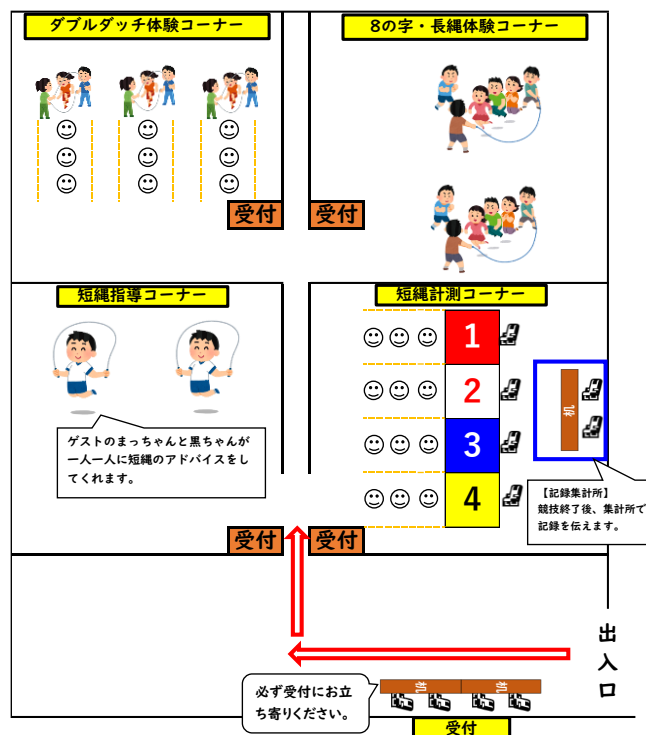 ダブルダッチ体験コーナー
8の字・長縄体験コーナー
受付
受付
短縄指導コーナー
短縄計測コーナー
1
2
3
4
机
ゲストのまっちゃんと黒ちゃんが
一人一人に短縄のアドバイスをし
てくれます。
【記録集計所】
競技終了後、集計所で
記録を伝えます。
受付
受付
出
入
口
必ず受付にお立
ち寄りください。
机
机
受付